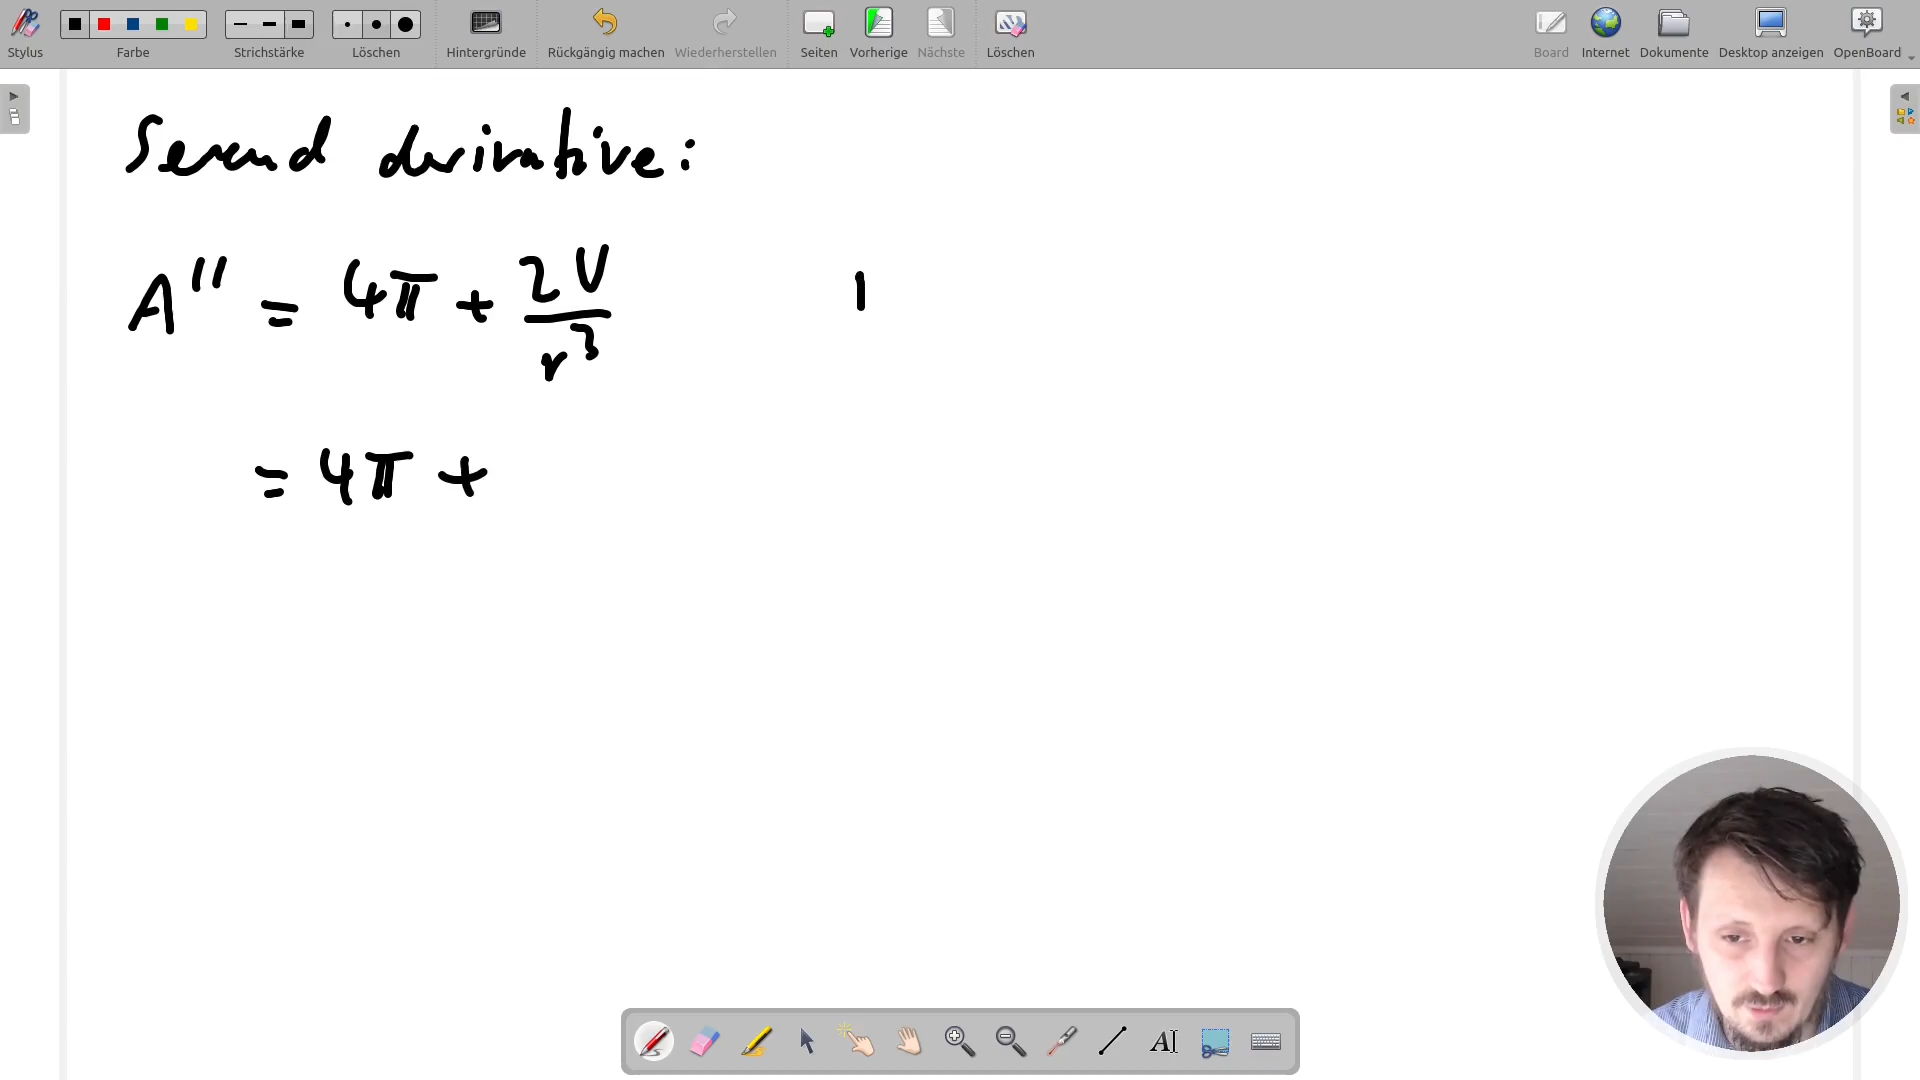 Stylus Farbe Strichstärke Löschen Hintergründe Rückgängig machen Wiederherstellen Seiten Vorherige Nächste Löschen Board Internet Dokumente Desktop anzeigen OpenBoard
Second derivative:
A'' = 4π + 2V/r³ |
= 4π +